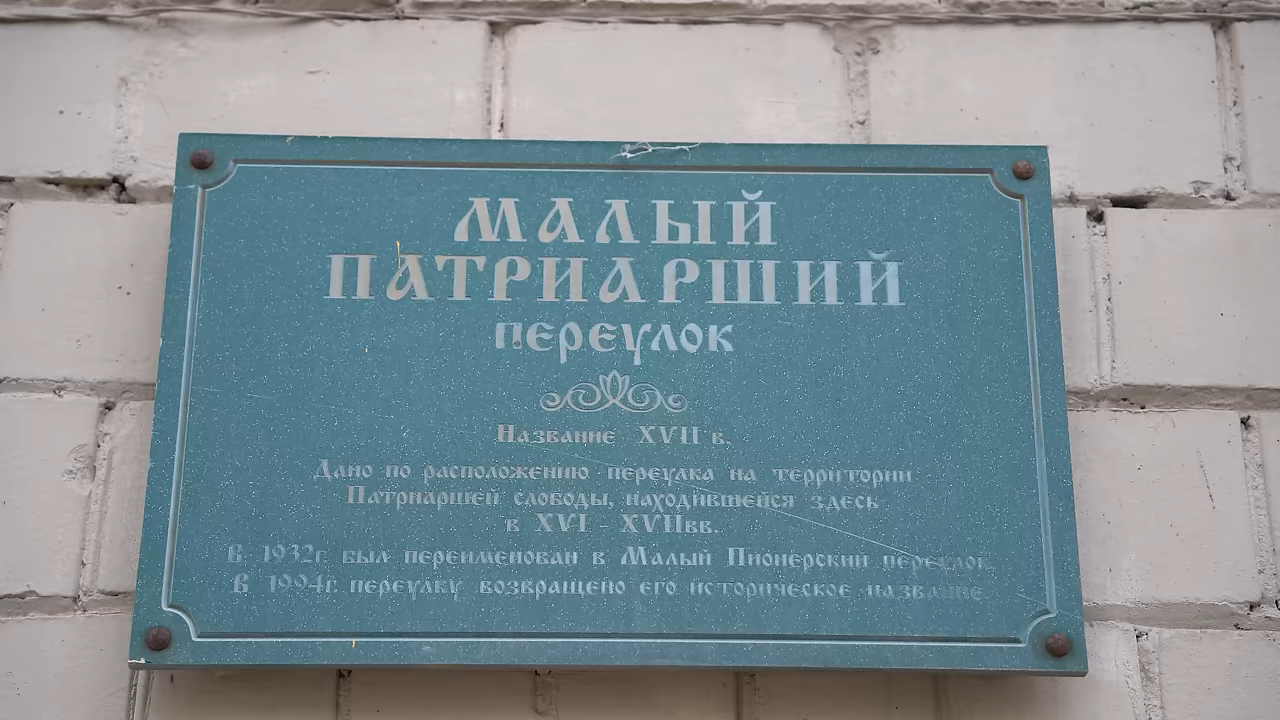 МАЛЫЙ
ПАТРИАРШИЙ
ПЕРЕУЛОК
Название XVII в.
Дано по расположению переулка на территории
Патриаршей слободы, находившейся здесь
в XVI - XVIIвв.
В 1932г. был переименован в Малый Пионерский переулок.
В 1994г. переулку возвращено его историческое название.